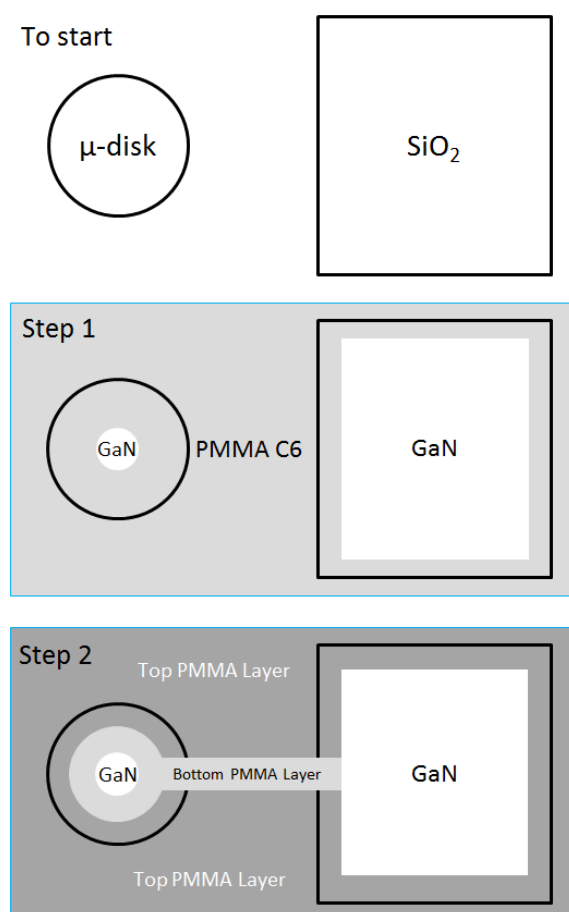 To start
μ-disk
SiO₂
Step 1
GaN
PMMA C6
GaN
Step 2
Top PMMA Layer
GaN
Bottom PMMA Layer
GaN
Top PMMA Layer